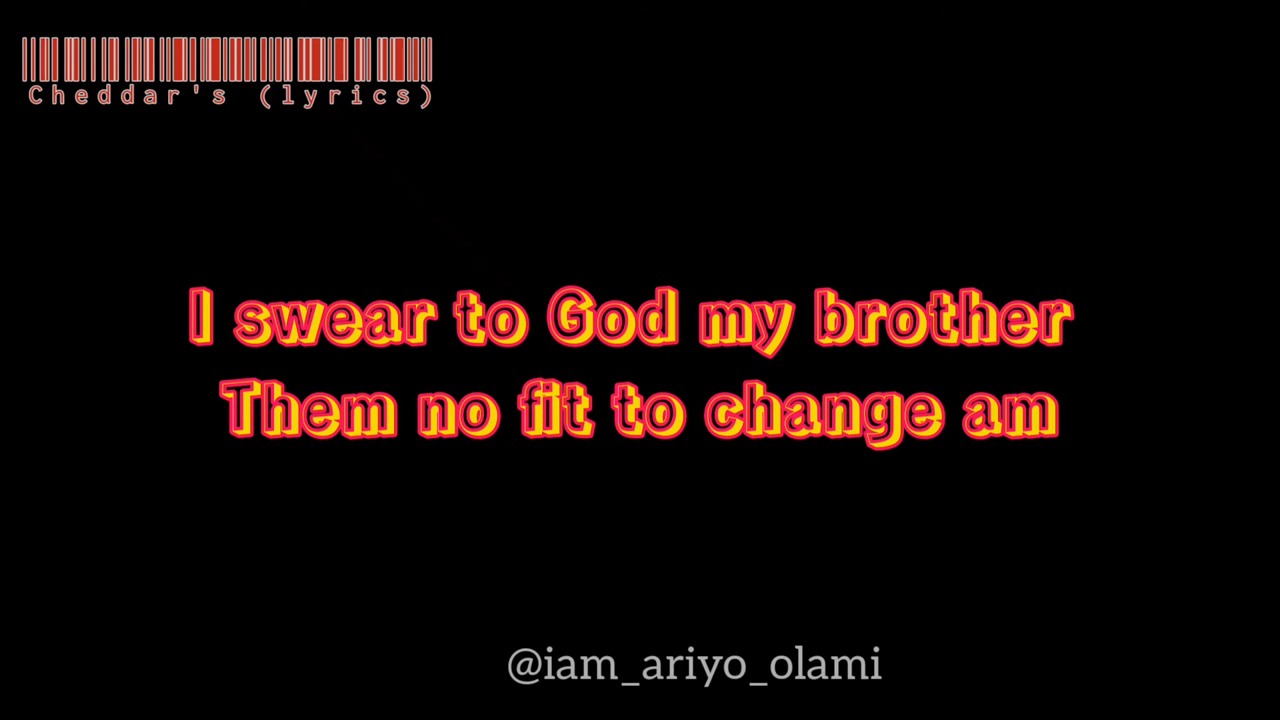 Cheddar's (lyrics)
I swear to God my brother
Them no fit to change am
@iam_ariyo_olami